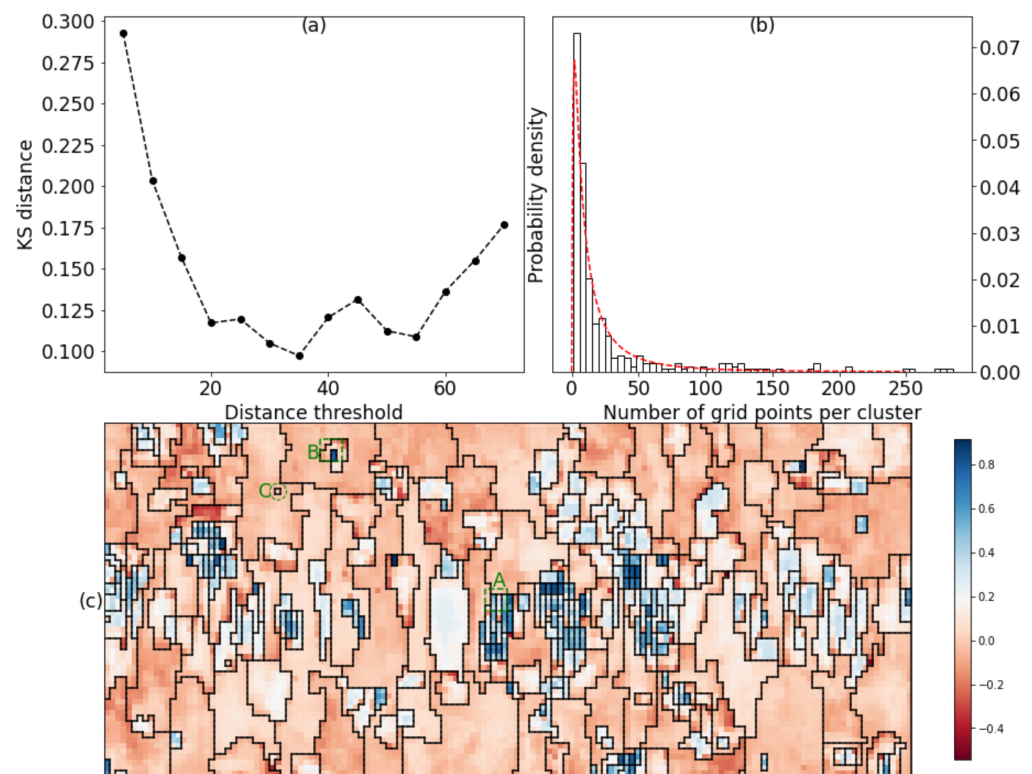 (a)
0.300
0.275
0.250
0.225
0.200
0.175
0.150
0.125
0.100
KS distance
20 40 60
Distance threshold
(b)
Probability density
0.07
0.06
0.05
0.04
0.03
0.02
0.01
0.00
0 50 100 150 200 250
Number of grid points per cluster
(c)
B
C
A
0.8
0.6
0.4
0.2
0.0
−0.2
−0.4